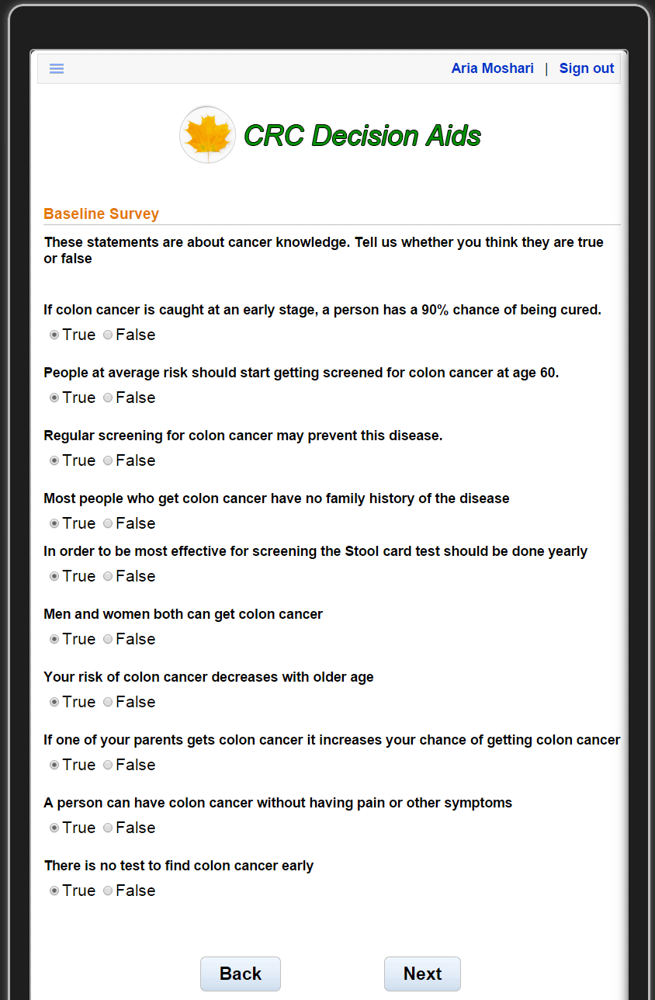 Aria Moshari | Sign out
CRC Decision Aids
Baseline Survey
These statements are about cancer knowledge. Tell us whether you think they are true
or false
If colon cancer is caught at an early stage, a person has a 90% chance of being cured.
True False
People at average risk should start getting screened for colon cancer at age 60.
True False
Regular screening for colon cancer may prevent this disease.
True False
Most people who get colon cancer have no family history of the disease
True False
In order to be most effective for screening the Stool card test should be done yearly
True False
Men and women both can get colon cancer
True False
Your risk of colon cancer decreases with older age
True False
If one of your parents gets colon cancer it increases your chance of getting colon cancer
True False
A person can have colon cancer without having pain or other symptoms
True False
There is no test to find colon cancer early
True False
Back Next